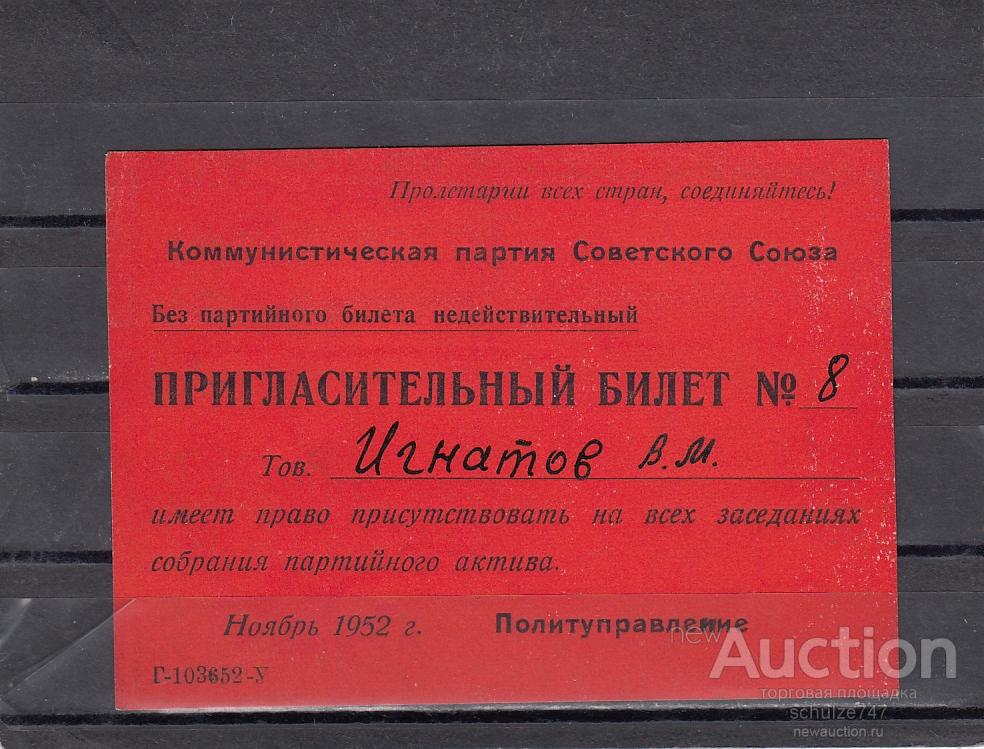 Пролетарии всех стран, соединяйтесь!
Коммунистическая партия Советского Союза
Без партийного билета недействительный
ПРИГЛАСИТЕЛЬНЫЙ БИЛЕТ № 8
Тов. Игнатов В.М.
имеет право присутствовать на всех заседаниях
собрания партийного актива.
Ноябрь 1952 г. Политуправление
Г-103652-У
newAuction
торговая площадка
schulze747
newauction.ru